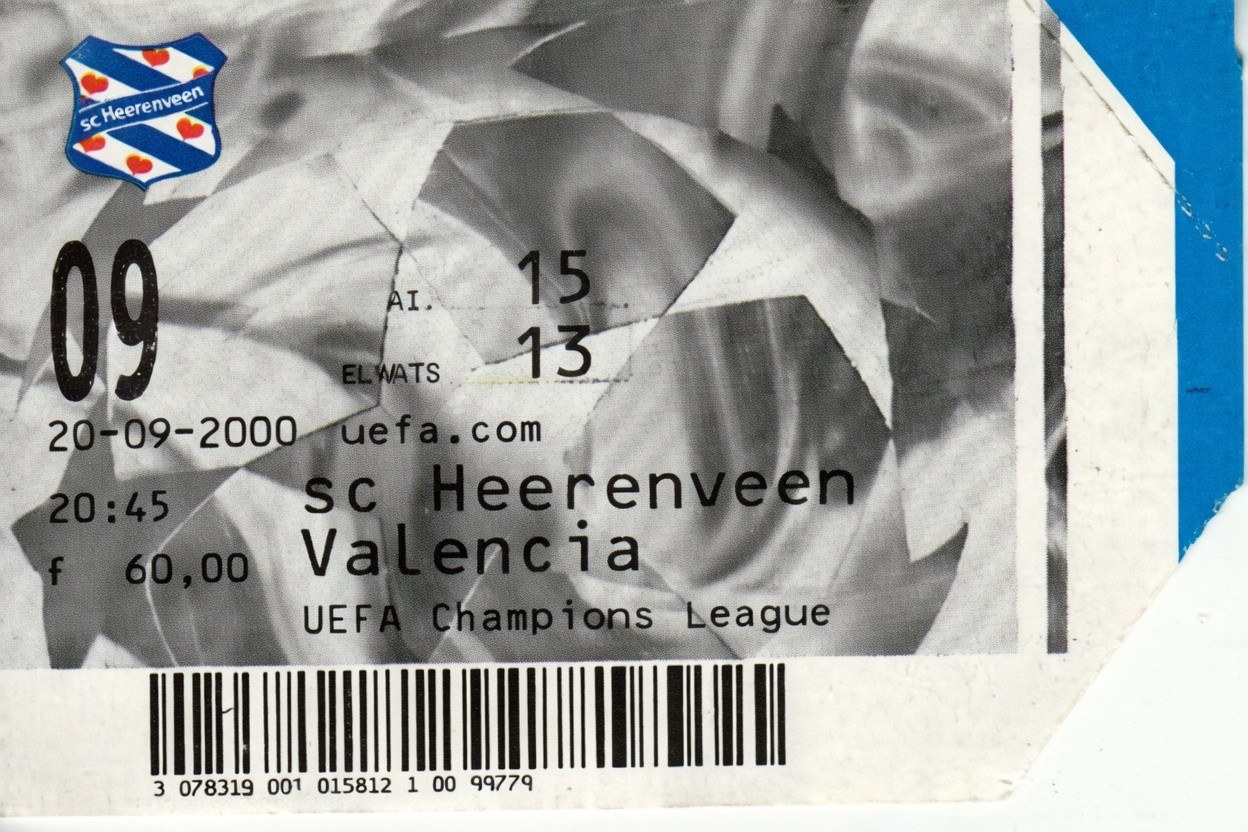 sc Heerenveen
09
AI. 15
ELWATS 13
20-09-2000 uefa.com
20:45 sc Heerenveen
Valencia
f 60,00
UEFA Champions League
3 078319 001 015812 1 00 99779